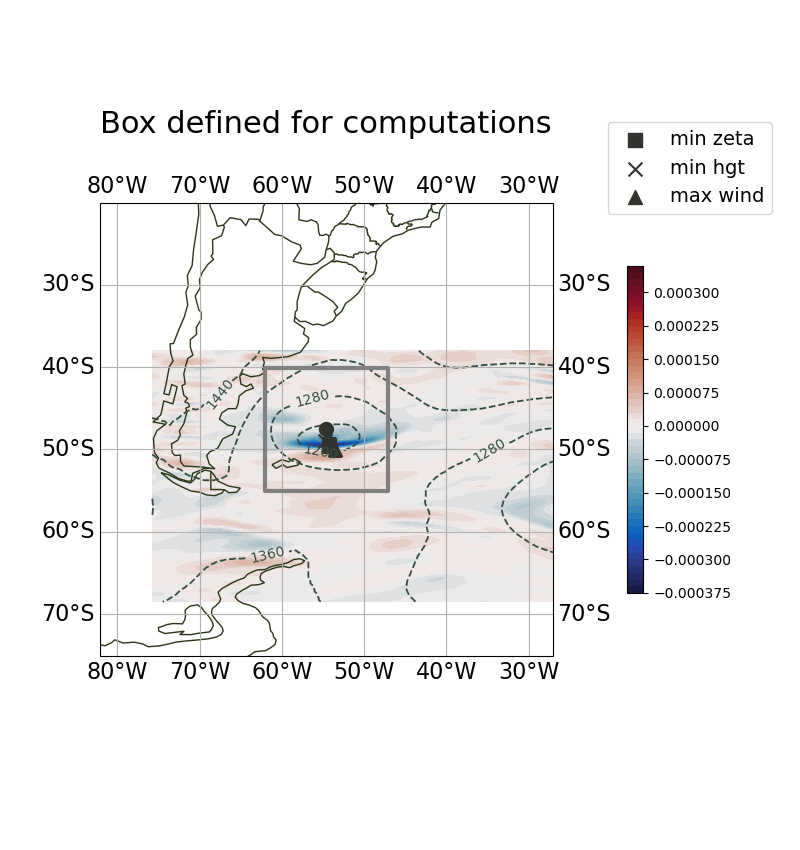 Box defined for computations
min zeta
min hgt
max wind
80°W 70°W 60°W 50°W 40°W 30°W
30°S 30°S
40°S 40°S
50°S 50°S
60°S 60°S
70°S 70°S
80°W 70°W 60°W 50°W 40°W 30°W
1440
1280
1280
1360
0.000300
0.000225
0.000150
0.000075
0.000000
−0.000075
−0.000150
−0.000225
−0.000300
−0.000375